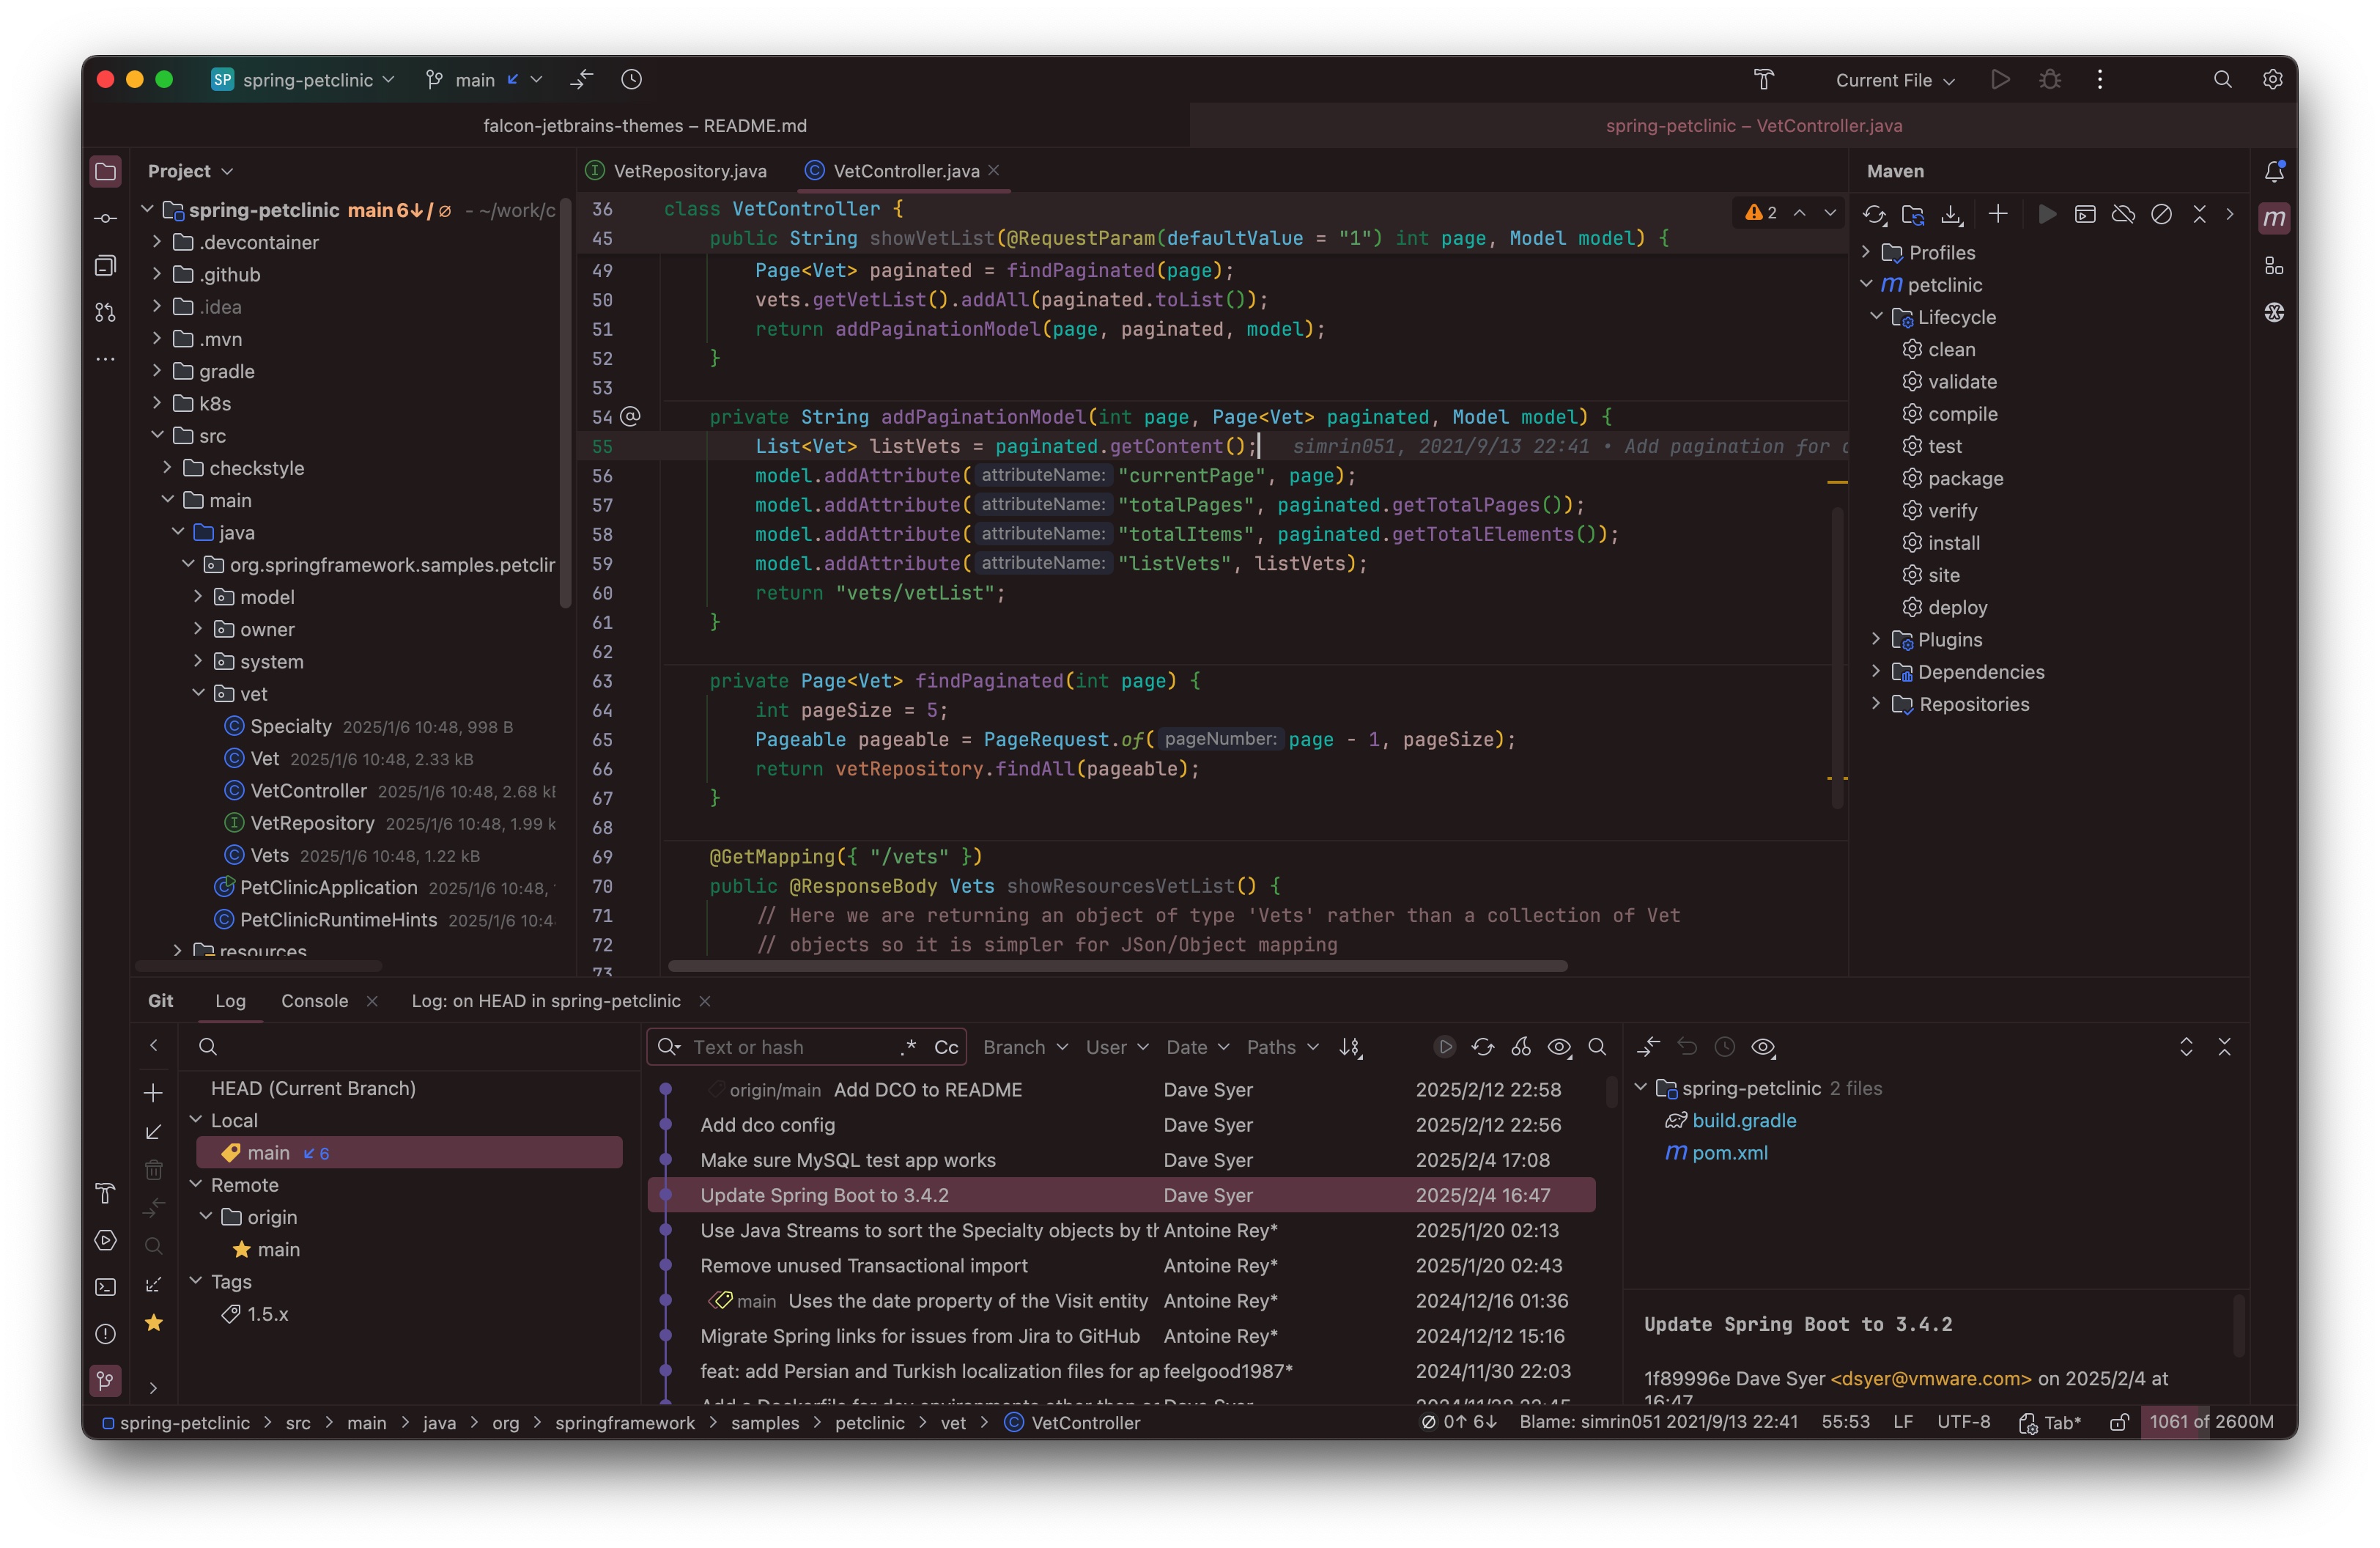 SP spring-petclinic main Current File
falcon-jetbrains-themes – README.md spring-petclinic – VetController.java
Project
spring-petclinic main 6↓ / ∅ - ~/work/c
.devcontainer
.github
.idea
.mvn
gradle
k8s
src
checkstyle
main
java
org.springframework.samples.petclin
model
owner
system
vet
Specialty 2025/1/6 10:48, 998 B
Vet 2025/1/6 10:48, 2.33 kB
VetController 2025/1/6 10:48, 2.68 kB
VetRepository 2025/1/6 10:48, 1.99 k
Vets 2025/1/6 10:48, 1.22 kB
PetClinicApplication 2025/1/6 10:48,
PetClinicRuntimeHints 2025/1/6 10:4
resources
VetRepository.java VetController.java
2
36 class VetController {
45 public String showVetList(@RequestParam(defaultValue = "1") int page, Model model) {
49 Page<Vet> paginated = findPaginated(page);
50 vets.getVetList().addAll(paginated.toList());
51 return addPaginationModel(page, paginated, model);
52 }
53
54 @ private String addPaginationModel(int page, Page<Vet> paginated, Model model) {
55 List<Vet> listVets = paginated.getContent(); simrin051, 2021/9/13 22:41 • Add pagination for
56 model.addAttribute( attributeName: "currentPage", page);
57 model.addAttribute( attributeName: "totalPages", paginated.getTotalPages());
58 model.addAttribute( attributeName: "totalItems", paginated.getTotalElements());
59 model.addAttribute( attributeName: "listVets", listVets);
60 return "vets/vetList";
61 }
62
63 private Page<Vet> findPaginated(int page) {
64 int pageSize = 5;
65 Pageable pageable = PageRequest.of( pageNumber: page - 1, pageSize);
66 return vetRepository.findAll(pageable);
67 }
68
69 @GetMapping({ "/vets" })
70 public @ResponseBody Vets showResourcesVetList() {
71 // Here we are returning an object of type 'Vets' rather than a collection of Vet
72 // objects so it is simpler for JSon/Object mapping
73
Maven
m
Profiles
m petclinic
Lifecycle
clean
validate
compile
test
package
verify
install
site
deploy
Plugins
Dependencies
Repositories
Git Log Console Log: on HEAD in spring-petclinic
HEAD (Current Branch)
Local
main 6
Remote
origin
main
Tags
1.5.x
Text or hash .* Cc Branch User Date Paths
origin/main Add DCO to README Dave Syer 2025/2/12 22:58
Add dco config Dave Syer 2025/2/12 22:56
Make sure MySQL test app works Dave Syer 2025/2/4 17:08
Update Spring Boot to 3.4.2 Dave Syer 2025/2/4 16:47
Use Java Streams to sort the Specialty objects by th Antoine Rey* 2025/1/20 02:13
Remove unused Transactional import Antoine Rey* 2025/1/20 02:43
main Uses the date property of the Visit entity Antoine Rey* 2024/12/16 01:36
Migrate Spring links for issues from Jira to GitHub Antoine Rey* 2024/12/12 15:16
feat: add Persian and Turkish localization files for ap feelgood1987* 2024/11/30 22:03
Add a Dockerfile for dev environments other than Dave Syer 2024/11/28 22:45
spring-petclinic 2 files
build.gradle
m pom.xml
Update Spring Boot to 3.4.2
1f89996e Dave Syer <dsyer@vmware.com> on 2025/2/4 at
16:47
spring-petclinic > src > main > java > org > springframework > samples > petclinic > vet > VetController 0↑ 6↓ Blame: simrin051 2021/9/13 22:41 55:53 LF UTF-8 Tab* 1061 of 2600M